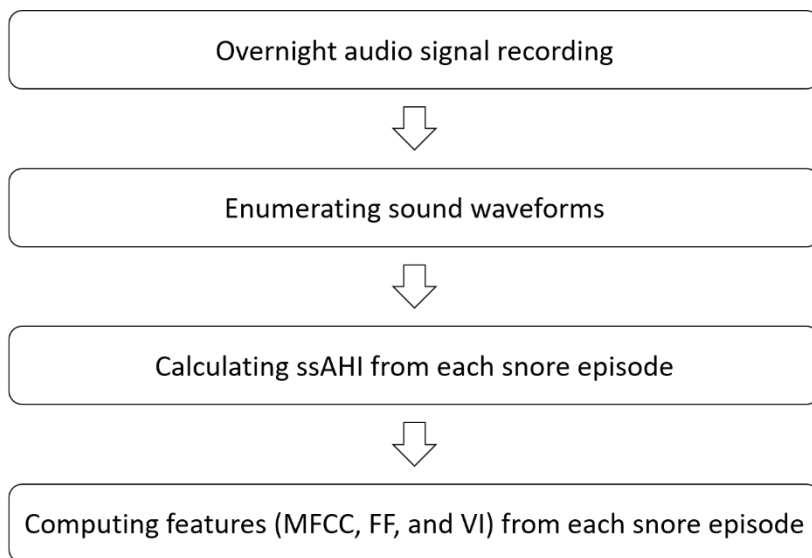 Overnight audio signal recording
Enumerating sound waveforms
Calculating ssAHI from each snore episode
Computing features (MFCC, FF, and VI) from each snore episode